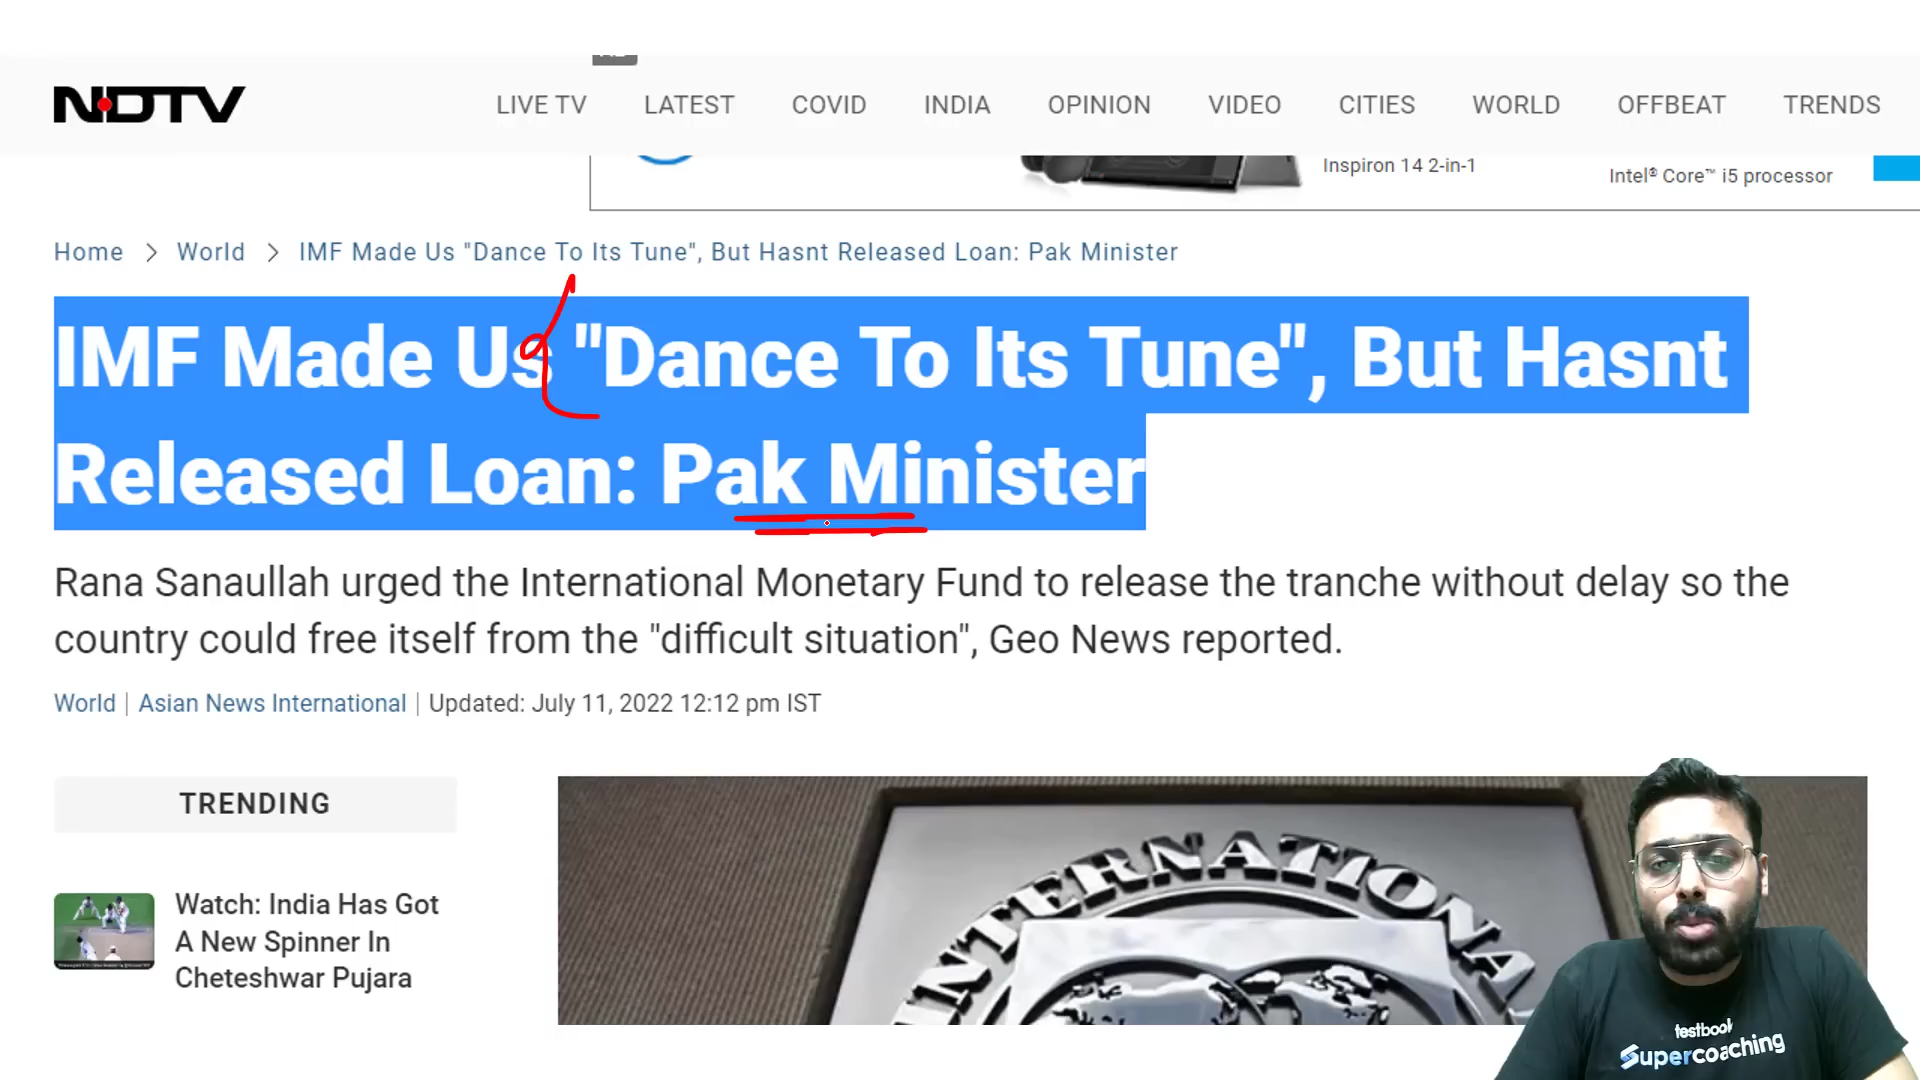 NDTV
LIVE TV LATEST COVID INDIA OPINION VIDEO CITIES WORLD OFFBEAT TRENDS
Inspiron 14 2-in-1
Intel® Core™ i5 processor
Home > World > IMF Made Us "Dance To Its Tune", But Hasnt Released Loan: Pak Minister
IMF Made Us "Dance To Its Tune", But Hasnt
Released Loan: Pak Minister
Rana Sanaullah urged the International Monetary Fund to release the tranche without delay so the
country could free itself from the "difficult situation", Geo News reported.
World | Asian News International | Updated: July 11, 2022 12:12 pm IST
TRENDING
Watch: India Has Got
A New Spinner In
Cheteshwar Pujara
INTERNATIONA
testbook
Supercoaching